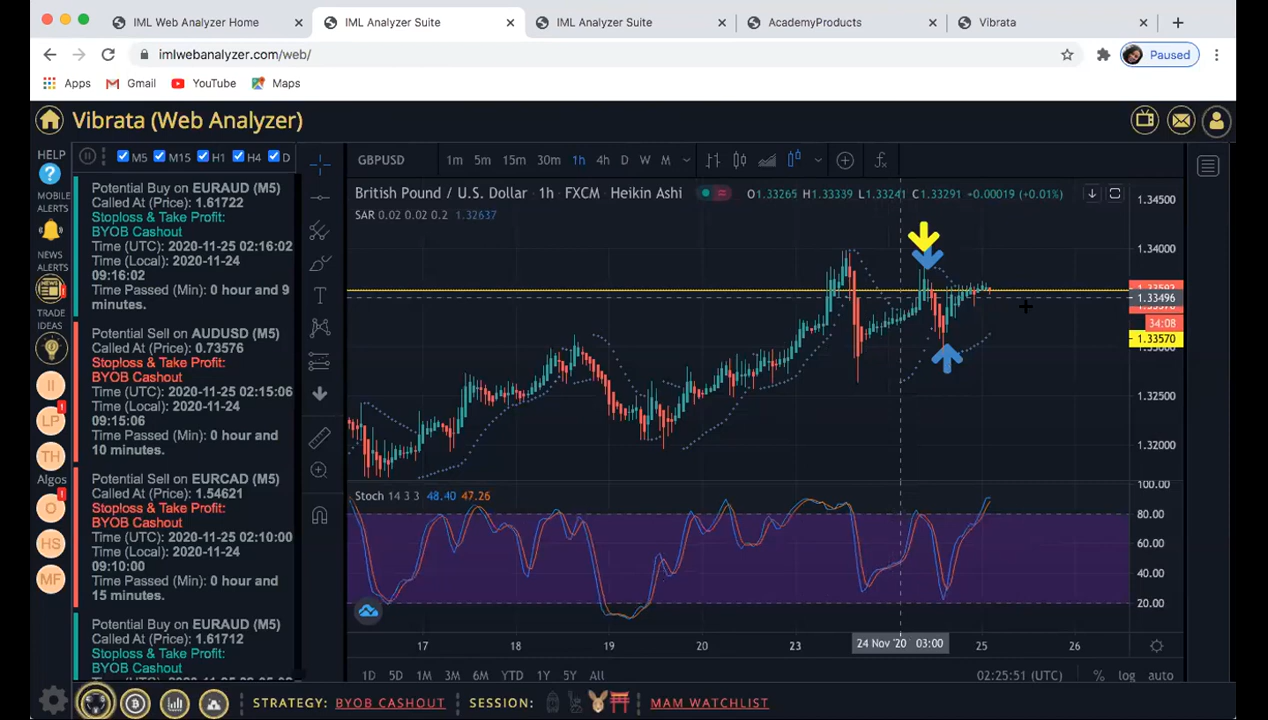 IML Web Analyzer Home
IML Analyzer Suite
IML Analyzer Suite
AcademyProducts
Vibrata
imlwebanalyzer.com/web/
Paused
Apps
Gmail
YouTube
Maps
Vibrata (Web Analyzer)
HELP
?
MOBILE
ALERTS
NEWS
ALERTS
TRADE
IDEAS
II
LP
TH
Algos
O
HS
MF
M5 M15 H1 H4 D
Potential Buy on EURAUD (M5)
Called At (Price): 1.61722
Stoploss & Take Profit:
BYOB Cashout
Time (UTC): 2020-11-25 02:16:02
Time (Local): 2020-11-24
09:16:02
Time Passed (Min): 0 hour and 9
minutes.
Potential Sell on AUDUSD (M5)
Called At (Price): 0.73576
Stoploss & Take Profit:
BYOB Cashout
Time (UTC): 2020-11-25 02:15:06
Time (Local): 2020-11-24
09:15:06
Time Passed (Min): 0 hour and
10 minutes.
Potential Sell on EURCAD (M5)
Called At (Price): 1.54621
Stoploss & Take Profit:
BYOB Cashout
Time (UTC): 2020-11-25 02:10:00
Time (Local): 2020-11-24
09:10:00
Time Passed (Min): 0 hour and
15 minutes.
Potential Buy on EURAUD (M5)
Called At (Price): 1.61712
Stoploss & Take Profit:
BYOB Cashout
GBPUSD
1m 5m 15m 30m 1h 4h D W M
British Pound / U.S. Dollar · 1h · FXCM · Heikin Ashi
O1.33265 H1.33339 L1.33241 C1.33291 +0.00019 (+0.01%)
SAR 0.02 0.02 0.2 1.32637
1.34500
1.34000
1.33496
34:08
1.33570
1.32500
1.32000
Stoch 14 3 3 48.40 47.26
100.00
80.00
60.00
40.00
20.00
17 18 19 20 23 24 Nov '20 03:00 25 26
1D 5D 1M 3M 6M YTD 1Y 5Y All
02:25:51 (UTC)
% log auto
STRATEGY: BYOB CASHOUT
SESSION:
MAM WATCHLIST